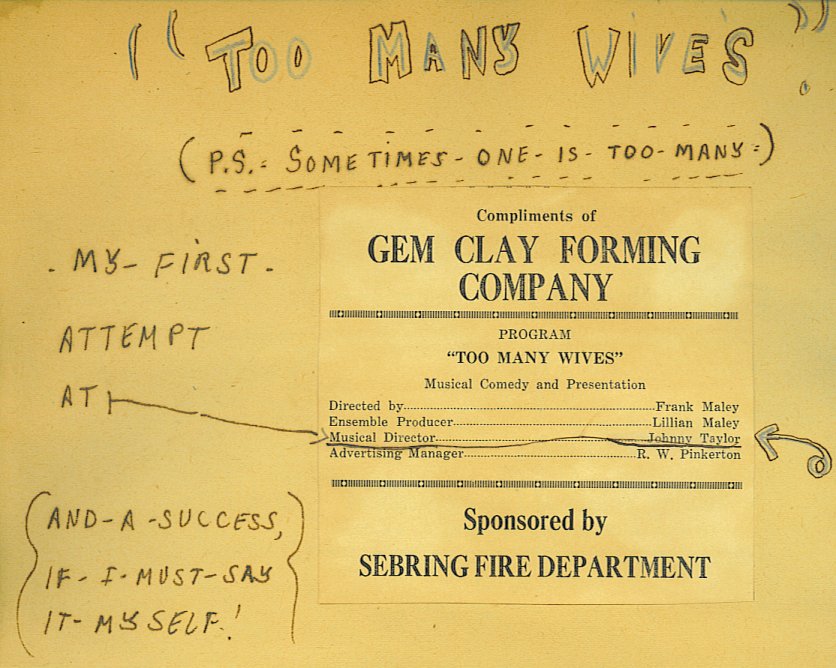 "TOO MANY WIVES".
(P.S.- SOMETIMES-ONE-IS-TOO-MANY-)
Compliments of
GEM CLAY FORMING
COMPANY
PROGRAM
"TOO MANY WIVES"
Musical Comedy and Presentation
Directed by................Frank Maley
Ensemble Producer................Lillian Maley
Musical Director................Johnny Taylor
Advertising Manager................R. W. Pinkerton
Sponsored by
SEBRING FIRE DEPARTMENT
- MY-FIRST-
ATTEMPT
AT
AND-A-SUCCESS,
IF-I-MUST-SAY
IT-MYSELF!